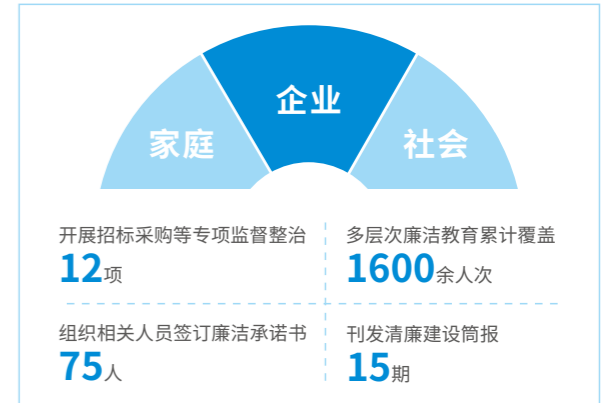 企业
家庭
社会
开展招标采购等专项监督整治
12项
多层次廉洁教育累计覆盖
1600余人次
组织相关人员签订廉洁承诺书
75人
刊发清廉建设简报
15期